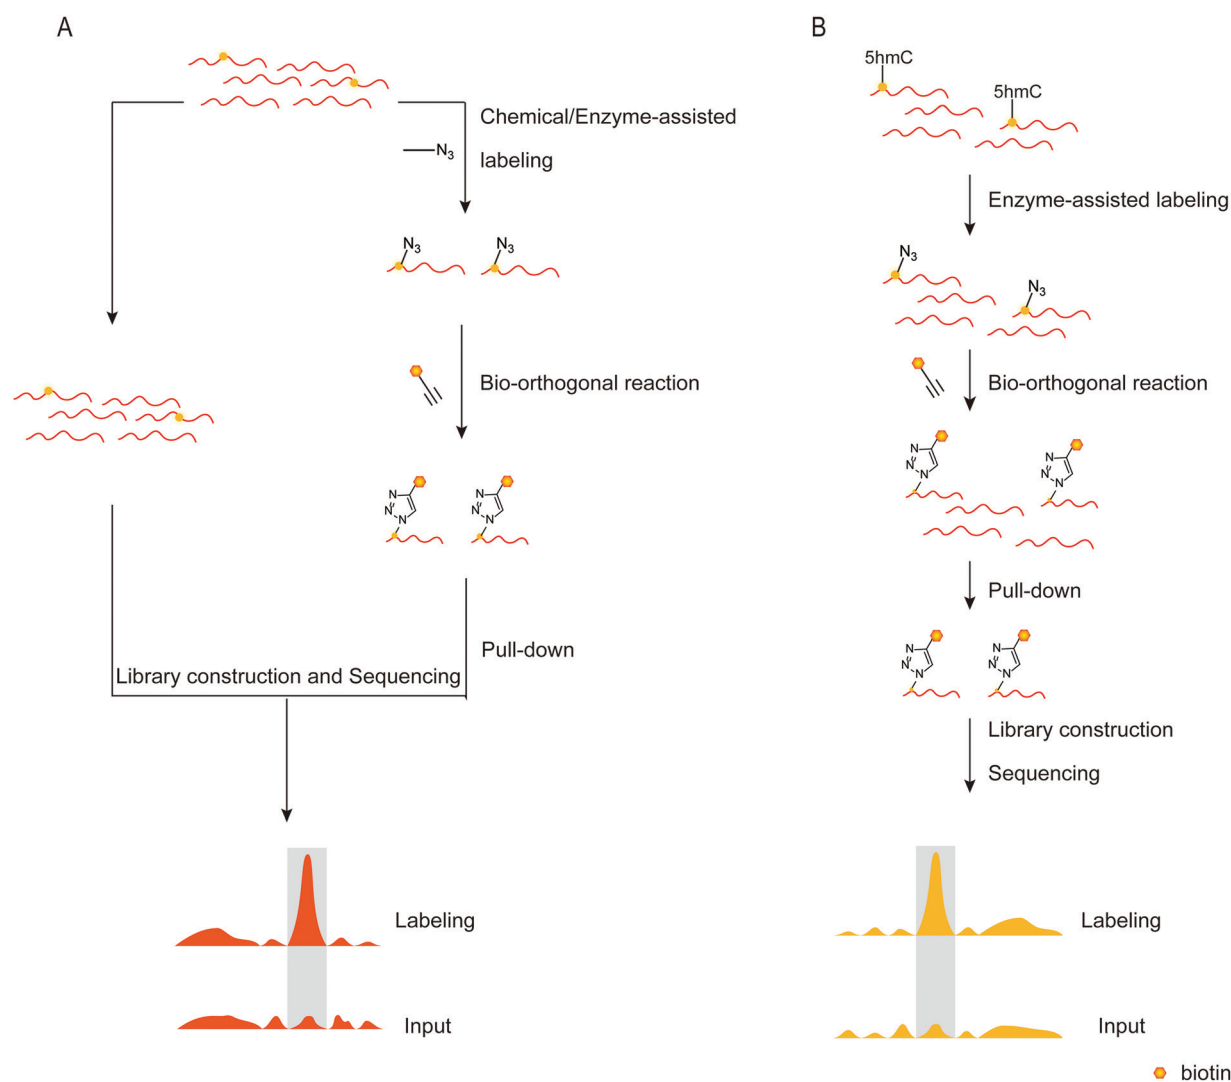 A
Chemical/Enzyme-assisted
N3
labeling
N3
N3
Bio-orthogonal reaction
N
N
N
N
N
N
Pull-down
Library construction and Sequencing
Labeling
Input
B
5hmC
5hmC
Enzyme-assisted labeling
N3
N3
Bio-orthogonal reaction
N
N
N
N
N
N
Pull-down
N
N
N
N
N
N
Library construction
Sequencing
Labeling
Input
biotin